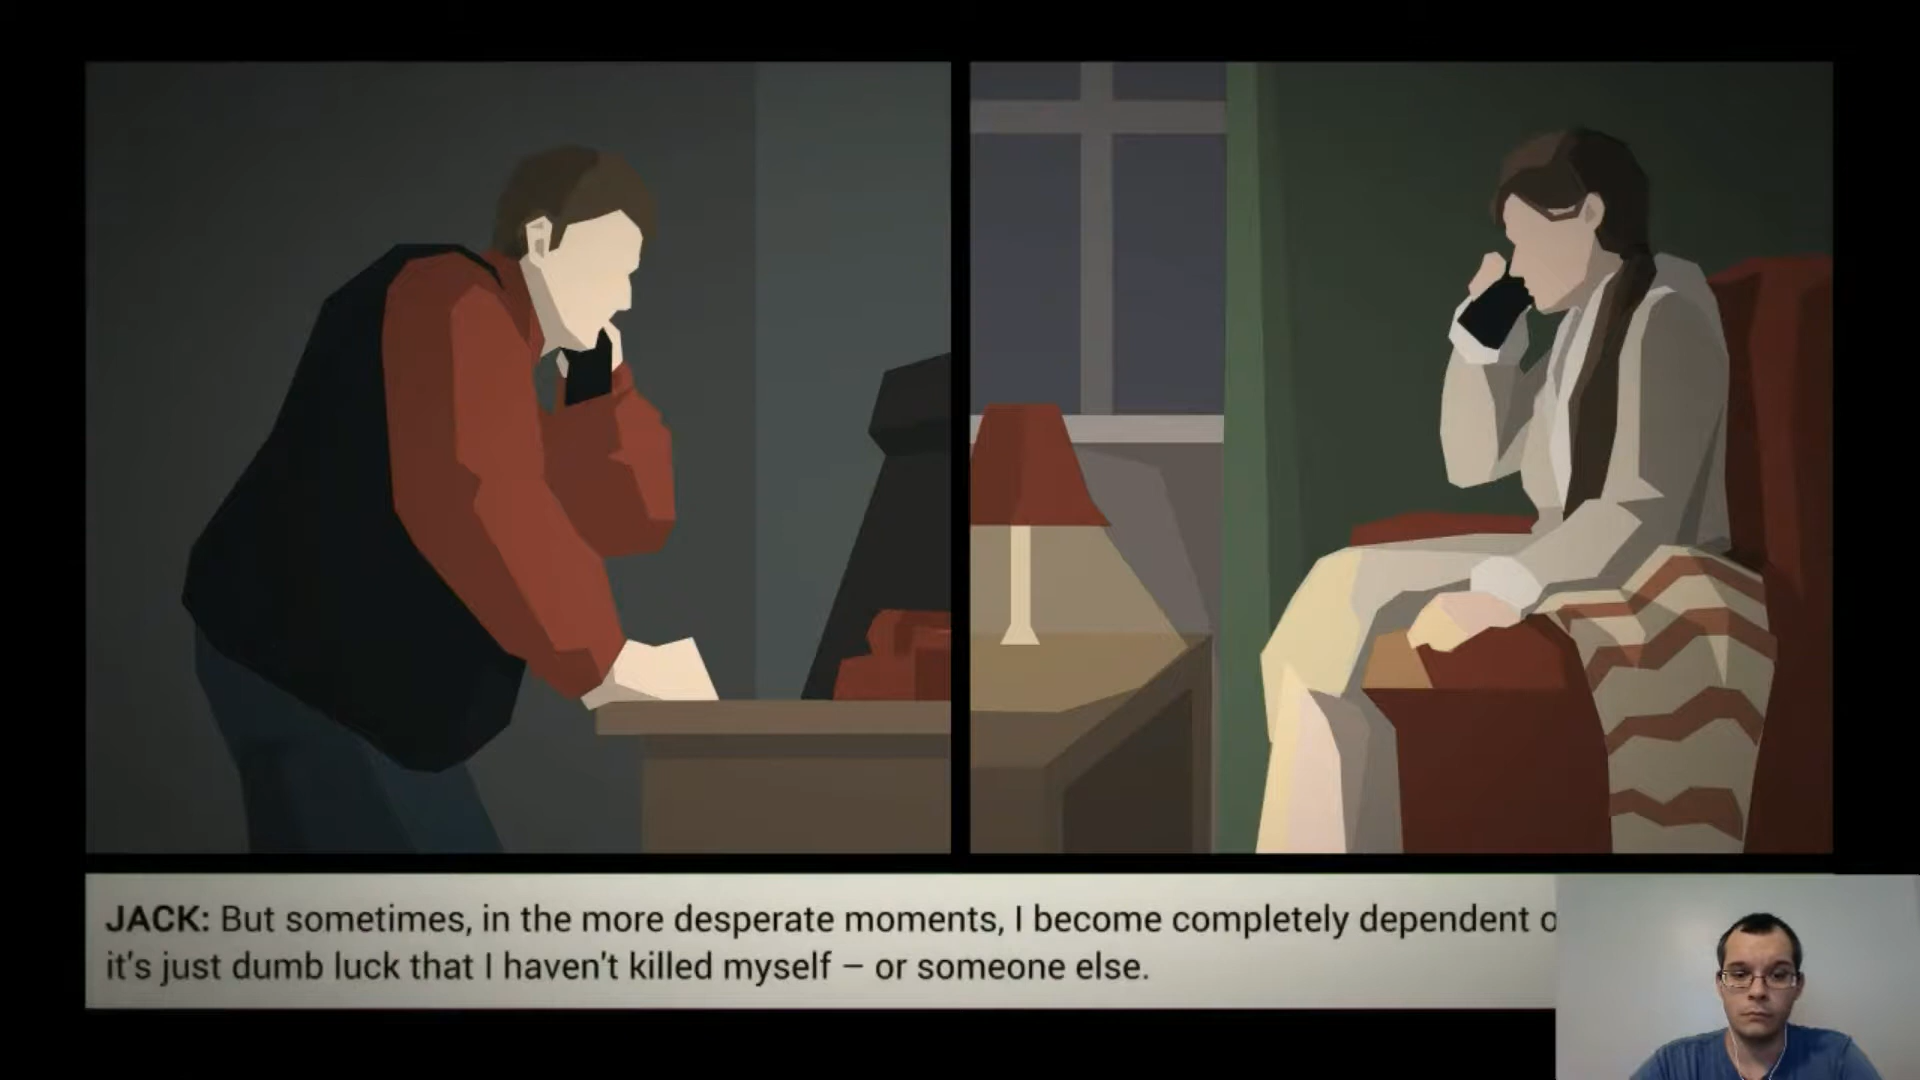 JACK: But sometimes, in the more desperate moments, I become completely dependent o
it's just dumb luck that I haven't killed myself – or someone else.